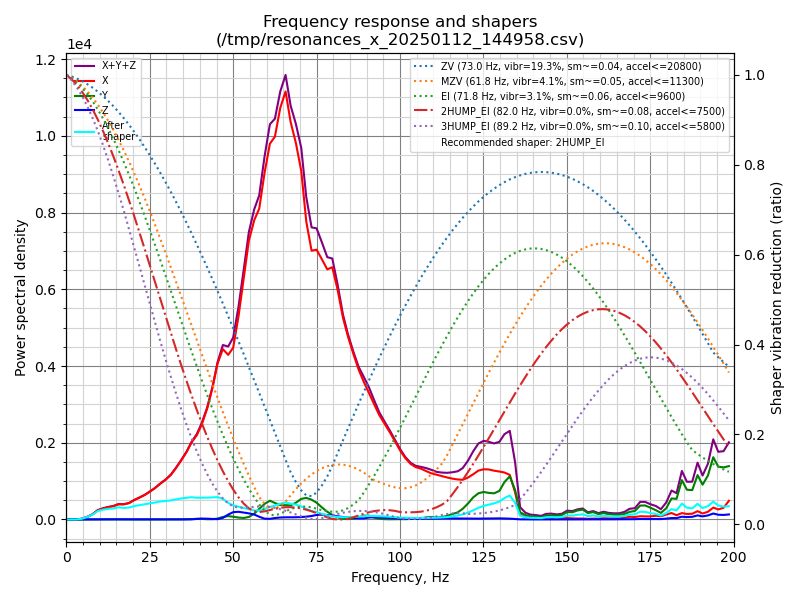 Frequency response and shapers
(/tmp/resonances_x_20250112_144958.csv)
1e4
X+Y+Z
X
Y
Z
After
shaper
ZV (73.0 Hz, vibr=19.3%, sm~=0.04, accel<=20800)
MZV (61.8 Hz, vibr=4.1%, sm~=0.05, accel<=11300)
EI (71.8 Hz, vibr=3.1%, sm~=0.06, accel<=9600)
2HUMP_EI (82.0 Hz, vibr=0.0%, sm~=0.08, accel<=7500)
3HUMP_EI (89.2 Hz, vibr=0.0%, sm~=0.10, accel<=5800)
Recommended shaper: 2HUMP_EI
Power spectral density
1.2
1.0
0.8
0.6
0.4
0.2
0.0
1.0
0.8
0.6
0.4
0.2
0.0
Shaper vibration reduction (ratio)
0 25 50 75 100 125 150 175 200
Frequency, Hz